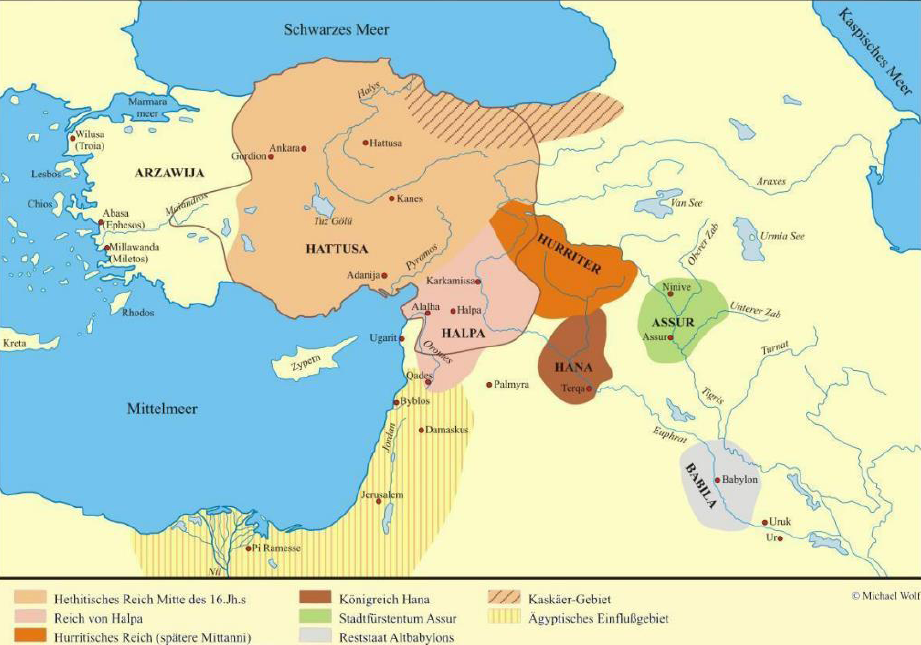 Schwarzes Meer
Kaspisches Meer
Halys
Marmara
meer
Wilusa
(Troia)
Hattusa
Ankara
Gordion
Lesbos
ARZAWIJA
Araxes
Kanes
Van See
Chios
Meiandros
Abasa
(Ephesos)
Tuz Gölü
Urmia See
Oberer Zab
HURRITER
Millawanda
(Miletos)
HATTUSA
Pyramos
Adanija
Karkamissa
Ninive
Rhodos
Alalha
Halpa
Unterer Zab
ASSUR
Assur
HALPA
Kreta
Ugarit
Orontes
Turnat
Zypern
HANA
Qades
Palmyra
Terqa
Tigris
Mittelmeer
Byblos
Jordan
Damaskus
Euphrat
BABILA
Babylon
Jerusalem
Uruk
Ur
Pi Ramesse
Nil
Hethitisches Reich Mitte des 16.Jh.s
Reich von Halpa
Hurritisches Reich (spätere Mittanni)
Königreich Hana
Stadtfürstentum Assur
Reststaat Altbabylons
Kaskäer-Gebiet
Ägyptisches Einflußgebiet
© Michael Wolf